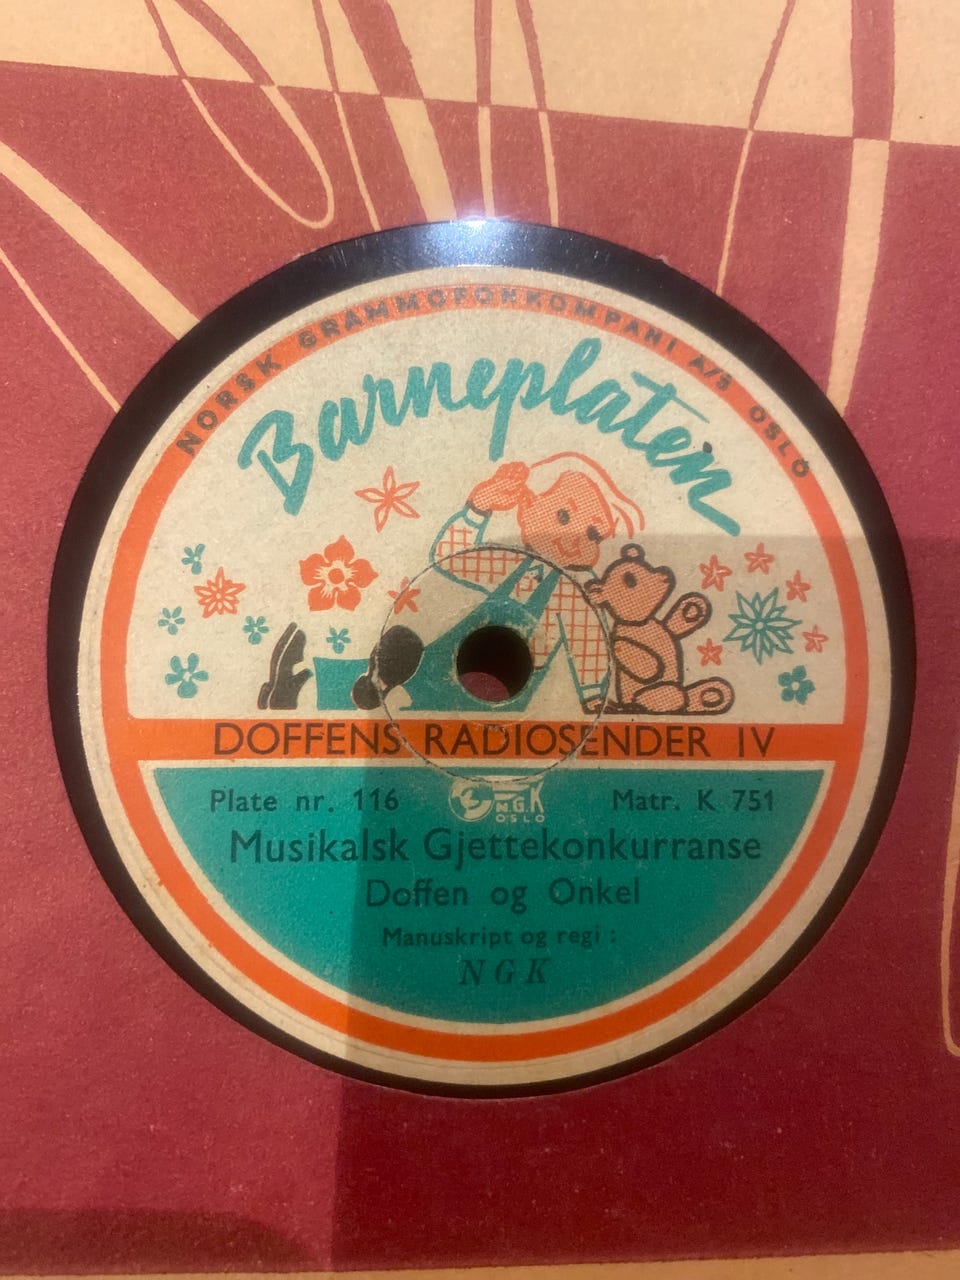 NORSK GRAMMOFONKOMPANI A/S OSLO
Barneplaten
DOFFENS RADIOSENDER IV
Plate nr. 116
NGK
OSLO
Matr. K 751
Musikalsk Gjettekonkurranse
Doffen og Onkel
Manuskript og regi :
NGK